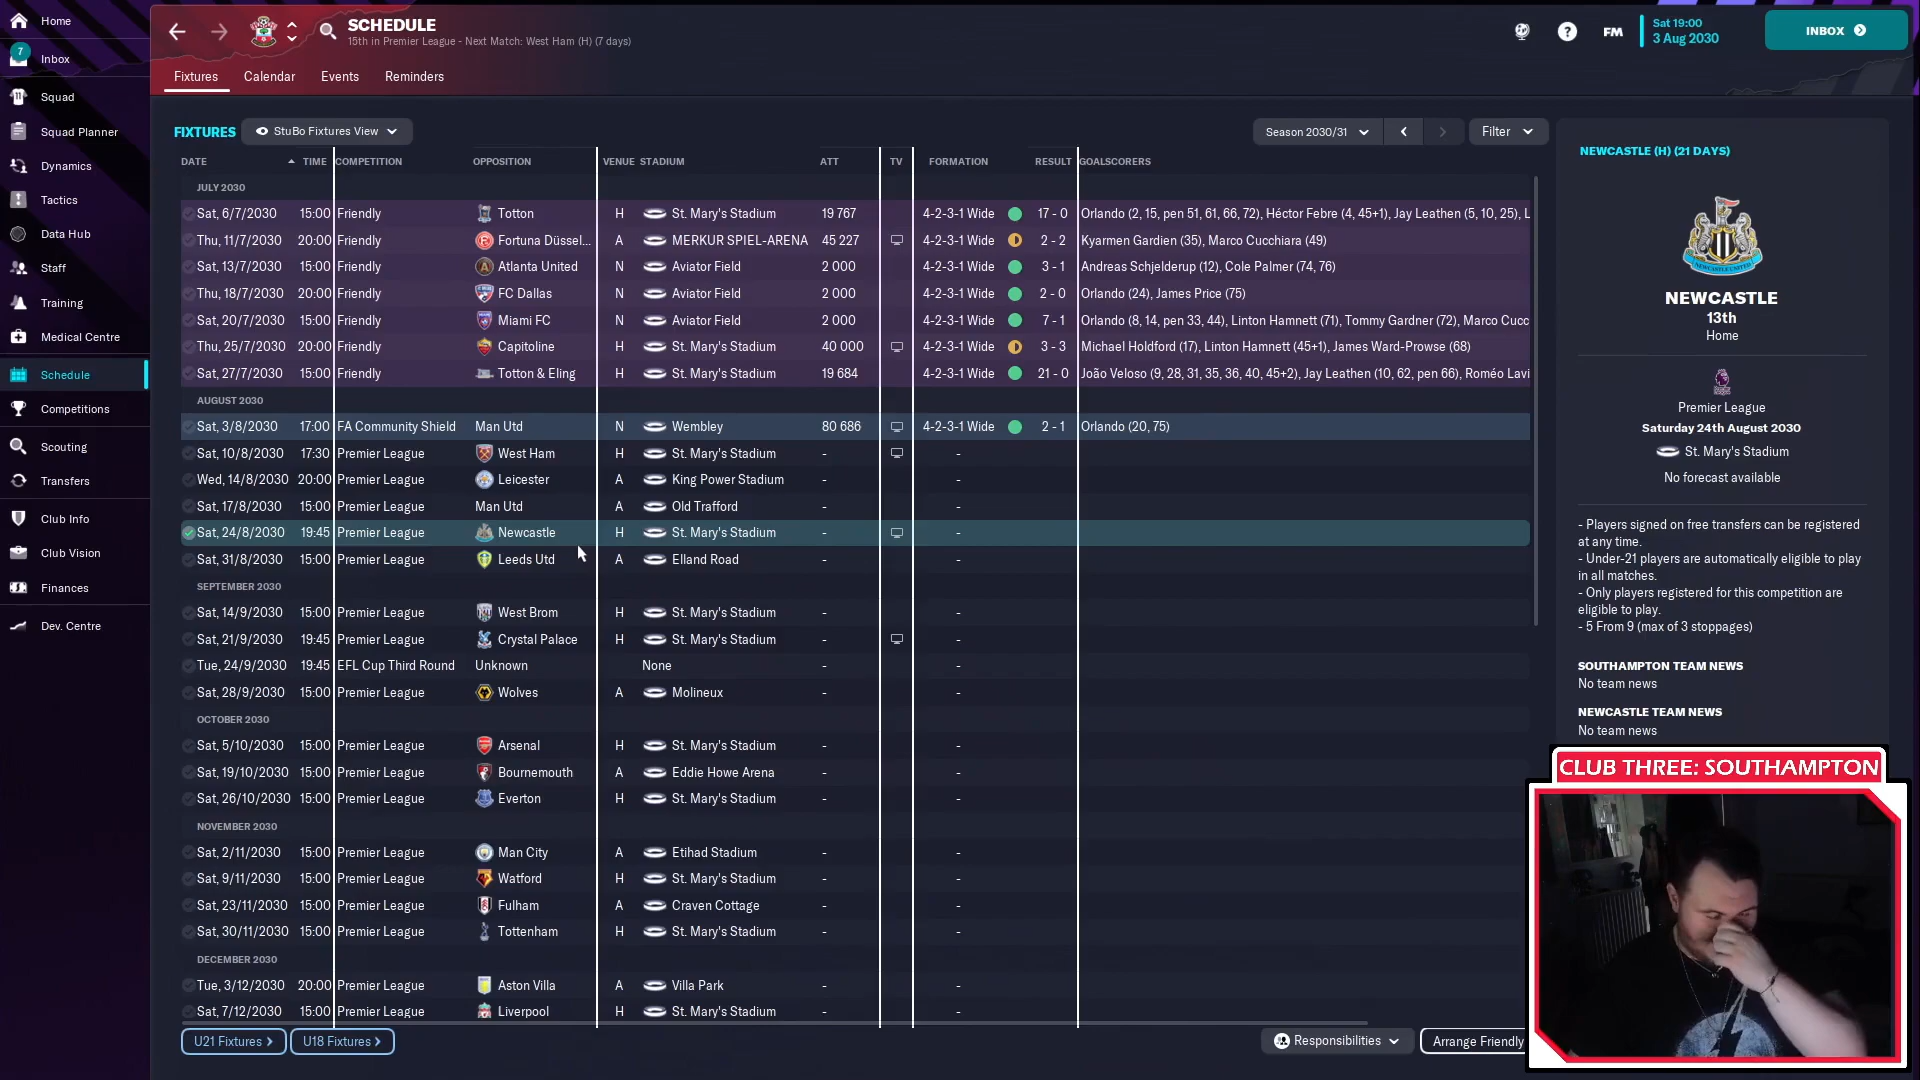 Home
7
Inbox
Squad
Squad Planner
Dynamics
Tactics
Data Hub
Staff
Training
Medical Centre
Schedule
Competitions
Scouting
Transfers
Club Info
Club Vision
Finances
Dev. Centre
SCHEDULE
15th in Premier League - Next Match: West Ham (H) (7 days)
? FM Sat 19:00
3 Aug 2030
INBOX
Fixtures Calendar Events Reminders
FIXTURES StuBo Fixtures View Season 2030/31 Filter
DATE TIME COMPETITION OPPOSITION VENUE STADIUM ATT TV FORMATION RESULT GOALSCORERS
JULY 2030
Sat, 6/7/2030 15:00 Friendly Totton H St. Mary's Stadium 19 767 4-2-3-1 Wide 17 - 0 Orlando (2, 15, pen 51, 61, 66, 72), Héctor Febre (4, 45+1), Jay Leathen (5, 10, 25), L
Thu, 11/7/2030 20:00 Friendly Fortuna Düssel... A MERKUR SPIEL-ARENA 45 227 4-2-3-1 Wide 2 - 2 Kyarmen Gardien (35), Marco Cucchiara (49)
Sat, 13/7/2030 15:00 Friendly Atlanta United N Aviator Field 2 000 4-2-3-1 Wide 3 - 1 Andreas Schjelderup (12), Cole Palmer (74, 76)
Thu, 18/7/2030 20:00 Friendly FC Dallas N Aviator Field 2 000 4-2-3-1 Wide 2 - 0 Orlando (24), James Price (75)
Sat, 20/7/2030 15:00 Friendly Miami FC N Aviator Field 2 000 4-2-3-1 Wide 7 - 1 Orlando (8, 14, pen 33, 44), Linton Hamnett (71), Tommy Gardner (72), Marco Cucc
Thu, 25/7/2030 20:00 Friendly Capitoline H St. Mary's Stadium 40 000 4-2-3-1 Wide 3 - 3 Michael Holdford (17), Linton Hamnett (45+1), James Ward-Prowse (68)
Sat, 27/7/2030 15:00 Friendly Totton & Eling H St. Mary's Stadium 19 684 4-2-3-1 Wide 21 - 0 João Veloso (9, 28, 31, 35, 36, 40, 45+2), Jay Leathen (10, 62, pen 66), Roméo Lavi
AUGUST 2030
Sat, 3/8/2030 17:00 FA Community Shield Man Utd N Wembley 80 686 4-2-3-1 Wide 2 - 1 Orlando (20, 75)
Sat, 10/8/2030 17:30 Premier League West Ham H St. Mary's Stadium - -
Wed, 14/8/2030 20:00 Premier League Leicester A King Power Stadium - -
Sat, 17/8/2030 15:00 Premier League Man Utd A Old Trafford - -
Sat, 24/8/2030 19:45 Premier League Newcastle H St. Mary's Stadium - -
Sat, 31/8/2030 15:00 Premier League Leeds Utd A Elland Road - -
SEPTEMBER 2030
Sat, 14/9/2030 15:00 Premier League West Brom H St. Mary's Stadium - -
Sat, 21/9/2030 19:45 Premier League Crystal Palace H St. Mary's Stadium - -
Tue, 24/9/2030 19:45 EFL Cup Third Round Unknown None - -
Sat, 28/9/2030 15:00 Premier League Wolves A Molineux - -
OCTOBER 2030
Sat, 5/10/2030 15:00 Premier League Arsenal H St. Mary's Stadium - -
Sat, 19/10/2030 15:00 Premier League Bournemouth A Eddie Howe Arena - -
Sat, 26/10/2030 15:00 Premier League Everton H St. Mary's Stadium - -
NOVEMBER 2030
Sat, 2/11/2030 15:00 Premier League Man City A Etihad Stadium - -
Sat, 9/11/2030 15:00 Premier League Watford H St. Mary's Stadium - -
Sat, 23/11/2030 15:00 Premier League Fulham A Craven Cottage - -
Sat, 30/11/2030 15:00 Premier League Tottenham H St. Mary's Stadium - -
DECEMBER 2030
Tue, 3/12/2030 20:00 Premier League Aston Villa A Villa Park - -
Sat, 7/12/2030 15:00 Premier League Liverpool H St. Mary's Stadium - -
U21 Fixtures U18 Fixtures Responsibilities Arrange Friendly
NEWCASTLE (H) (21 DAYS)
NEWCASTLE UNITED
NEWCASTLE
13th
Home
Premier League
Saturday 24th August 2030
St. Mary's Stadium
No forecast available
- Players signed on free transfers can be registered
at any time.
- Under-21 players are automatically eligible to play
in all matches.
- Only players registered for this competition are
eligible to play.
- 5 From 9 (max of 3 stoppages)
SOUTHAMPTON TEAM NEWS
No team news
NEWCASTLE TEAM NEWS
No team news
CLUB THREE: SOUTHAMPTON